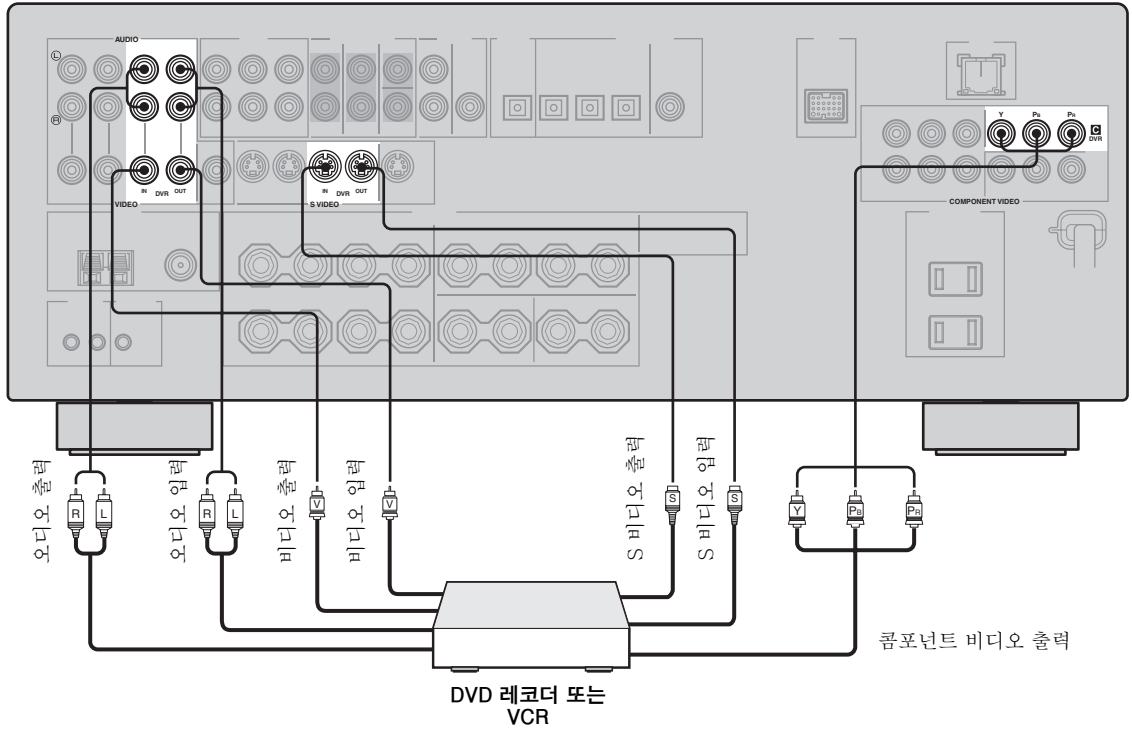 AUDIO
L
R
Y PB PR
C
DVR
IN DVR OUT
IN DVR OUT
VIDEO
S VIDEO
COMPONENT VIDEO
오디오 출력
오디오 입력
비디오 출력
비디오 입력
S 비디오 출력
S 비디오 입력
R L
R L
V
V
S
S
Y
PB
PR
콤포넌트 비디오 출력
DVD 레코더 또는
VCR